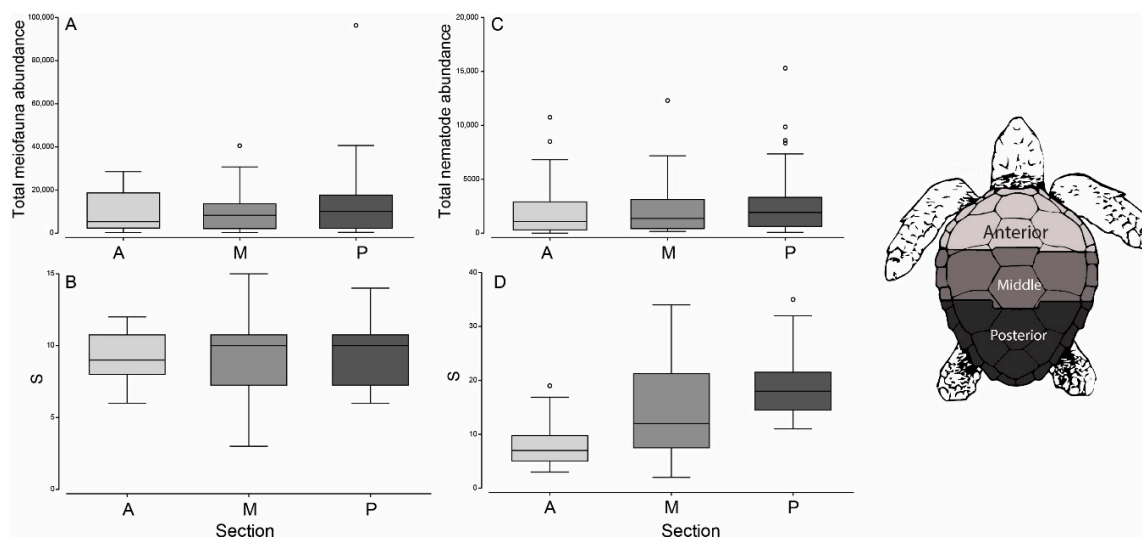 A
Total meiofauna abundance
100,000
80,000
60,000
40,000
20,000
0
A M P
B
S
15
10
5
0
A M P
Section
C
Total nematode abundance
20,000
15,000
10,000
5000
0
A M P
D
S
40
30
20
10
0
A M P
Section
Anterior
Middle
Posterior